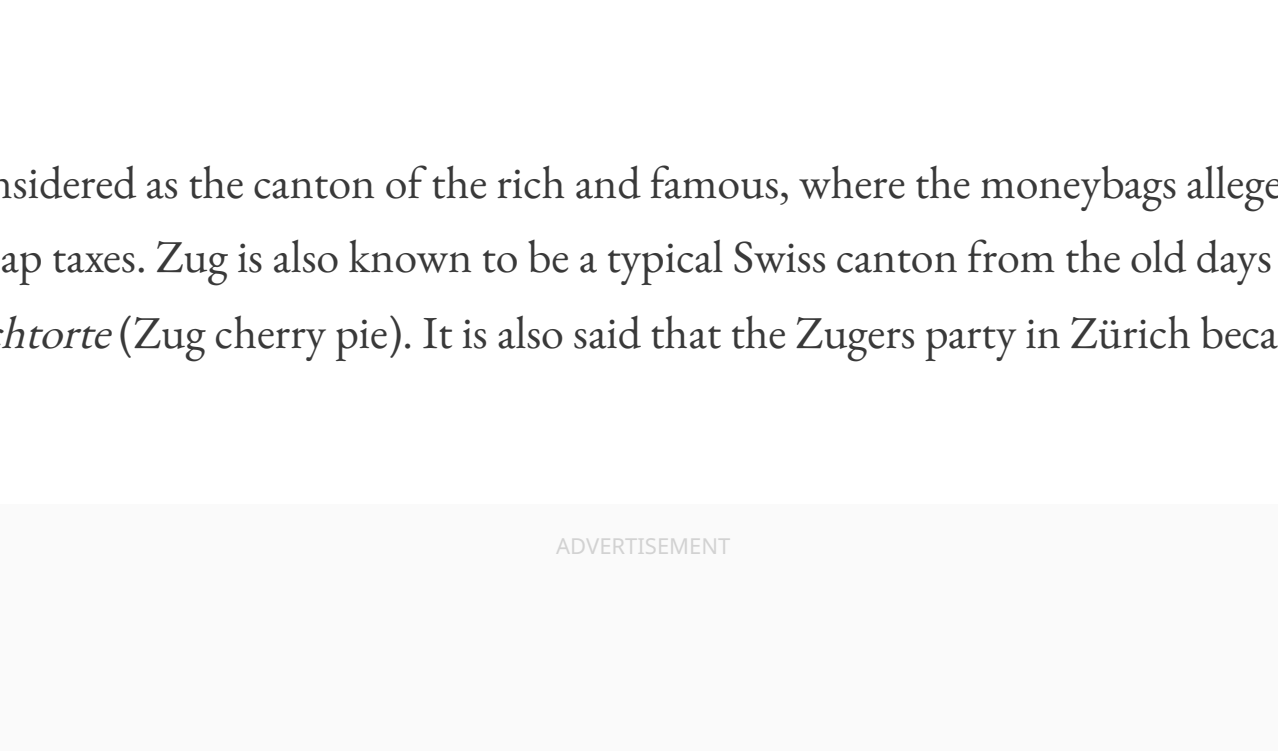 nsidered as the canton of the rich and famous, where the moneybags allege
ap taxes. Zug is also known to be a typical Swiss canton from the old days
chtorte (Zug cherry pie). It is also said that the Zugers party in Zürich beca
ADVERTISEMENT